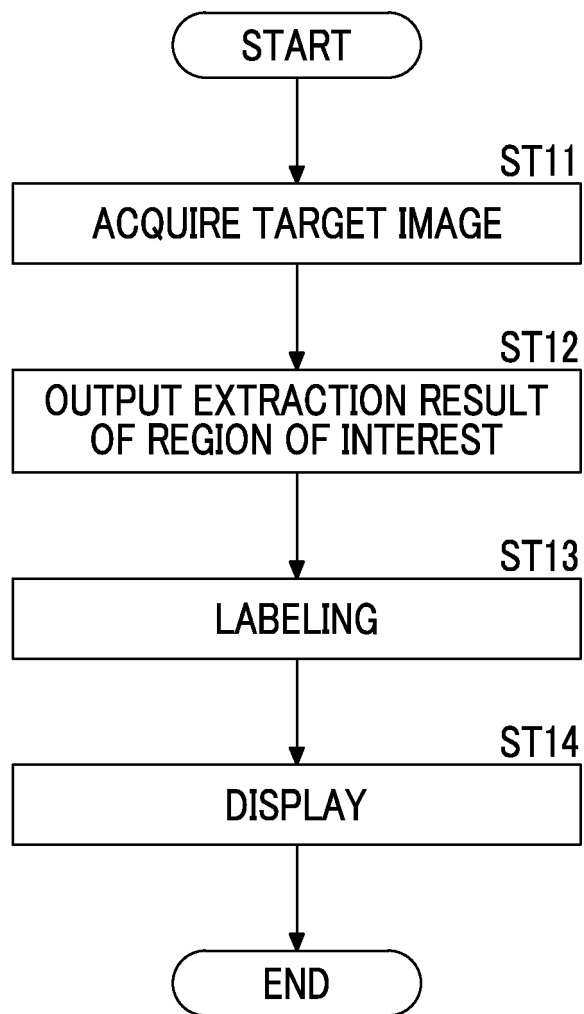 START
ST11
ACQUIRE TARGET IMAGE
ST12
OUTPUT EXTRACTION RESULT
OF REGION OF INTEREST
ST13
LABELING
ST14
DISPLAY
END